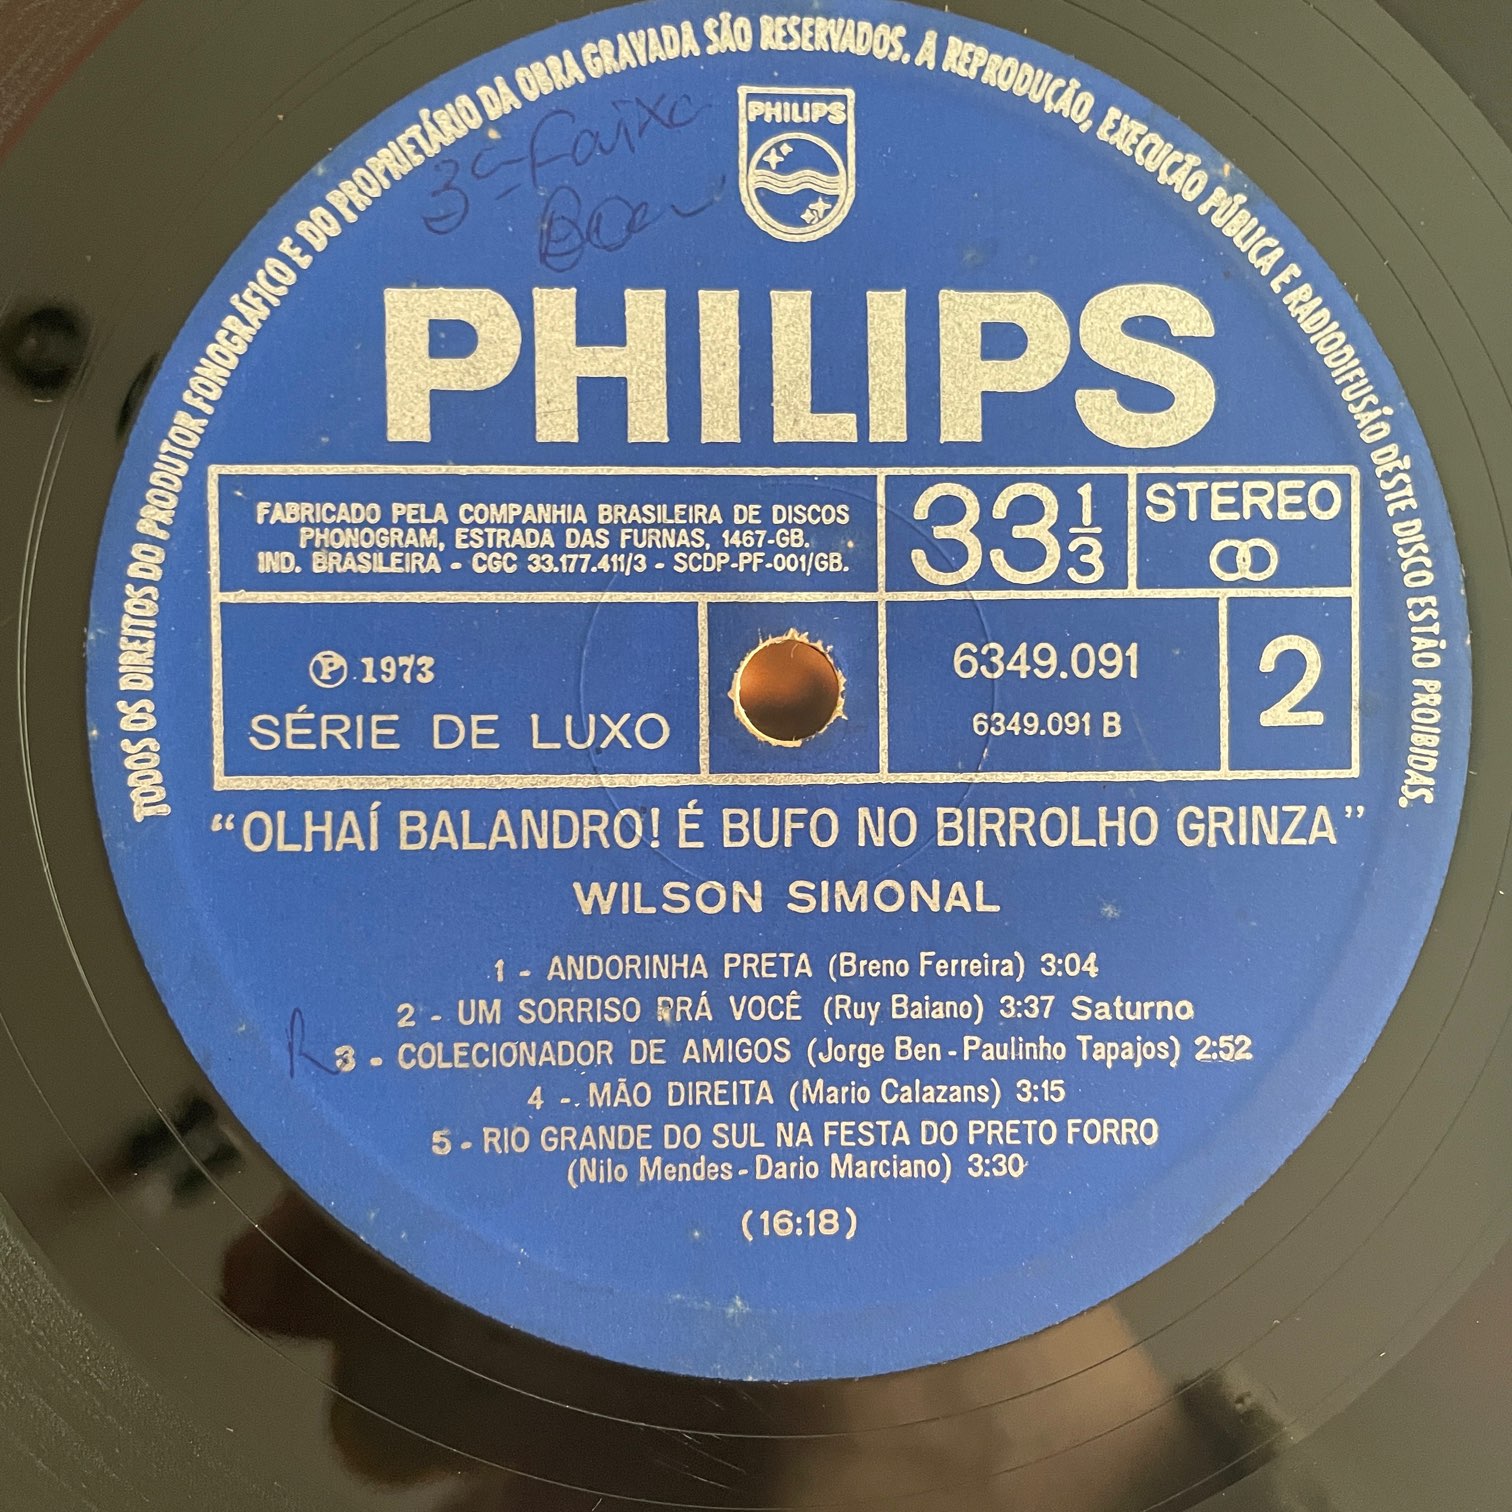 TODOS OS DIREITOS DO PRODUTOR FONOGRÁFICO E DO PROPRIETÁRIO DA OBRA GRAVADA SÃO RESERVADOS. A REPRODUÇÃO, EXECUÇÃO PÚBLICA E RADIODIFUSÃO DÊSTE DISCO ESTÃO PROIBIDAS.
PHILIPS
3ª Faixa
PHILIPS
FABRICADO PELA COMPANHIA BRASILEIRA DE DISCOS
PHONOGRAM, ESTRADA DAS FURNAS, 1467-GB.
IND. BRASILEIRA - CGC 33.177.411/3 - SCDP-PF-001/GB.
33 1/3
STEREO
Ⓟ 1973
SÉRIE DE LUXO
6349.091
6349.091 B
2
"OLHAÍ BALANDRO! É BUFO NO BIRROLHO GRINZA"
WILSON SIMONAL
1 - ANDORINHA PRETA (Breno Ferreira) 3:04
2 - UM SORRISO PRÁ VOCÊ (Ruy Baiano) 3:37 Saturno
R 3 - COLECIONADOR DE AMIGOS (Jorge Ben - Paulinho Tapajos) 2:52
4 - MÃO DIREITA (Mario Calazans) 3:15
5 - RIO GRANDE DO SUL NA FESTA DO PRETO FORRO
(Nilo Mendes - Dario Marciano) 3:30
(16:18)